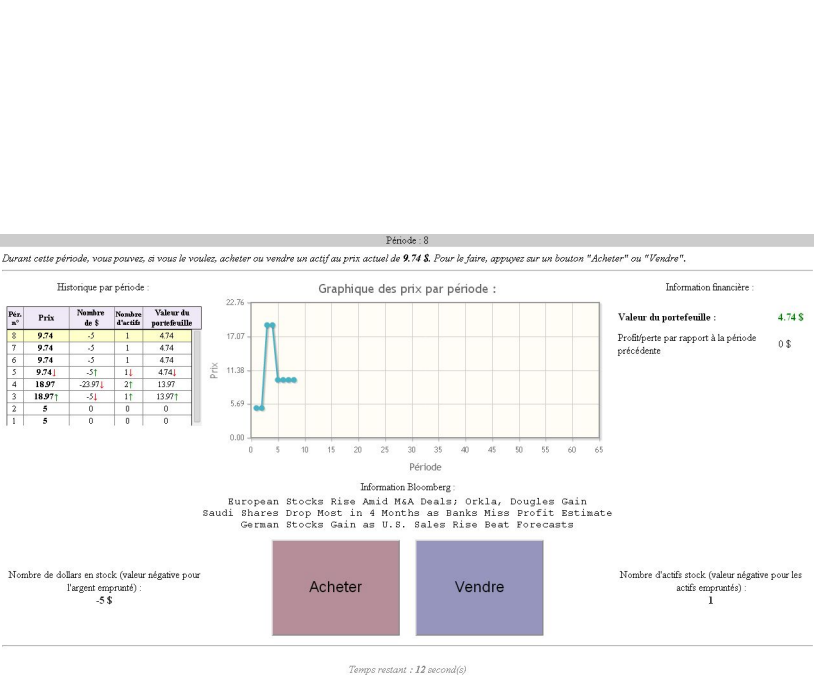 Période : 8
Durant cette période, vous pouvez, si vous le voulez, acheter ou vendre un actif au prix actuel de 9.74 $. Pour le faire, appuyez sur un bouton "Acheter" ou "Vendre".
Historique par période :
Pér. n° Prix Nombre de $ Nombre d'actifs Valeur du portefeuille
8 9.74 -5 1 4.74
7 9.74 -5 1 4.74
6 9.74 -5 1 4.74
5 9.74↓ -5↑ 1↓ 4.74↓
4 18.97 -23.97↓ 2↑ 13.97
3 18.97↑ -5↓ 1↑ 13.97↑
2 5 0 0 0
1 5 0 0 0
Graphique des prix par période :
22.76
17.07
11.38
5.69
0.00
Prix
0 5 10 15 20 25 30 35 40 45 50 55 60 65
Période
Information financière :
Valeur du portefeuille : 4.74 $
Profit/perte par rapport à la période
précédente 0 $
Information Bloomberg :
European Stocks Rise Amid M&A Deals; Orkla, Dougles Gain
Saudi Shares Drop Most in 4 Months as Banks Miss Profit Estimate
German Stocks Gain as U.S. Sales Rise Beat Forecasts
Nombre de dollars en stock (valeur négative pour
l'argent emprunté) :
-5 $
Acheter
Vendre
Nombre d'actifs stock (valeur négative pour les
actifs empruntés) :
1
Temps restant : 12 second(s)